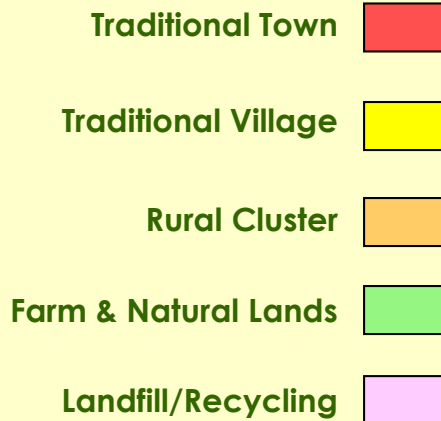 Traditional Town
Traditional Village
Rural Cluster
Farm & Natural Lands
Landfill/Recycling